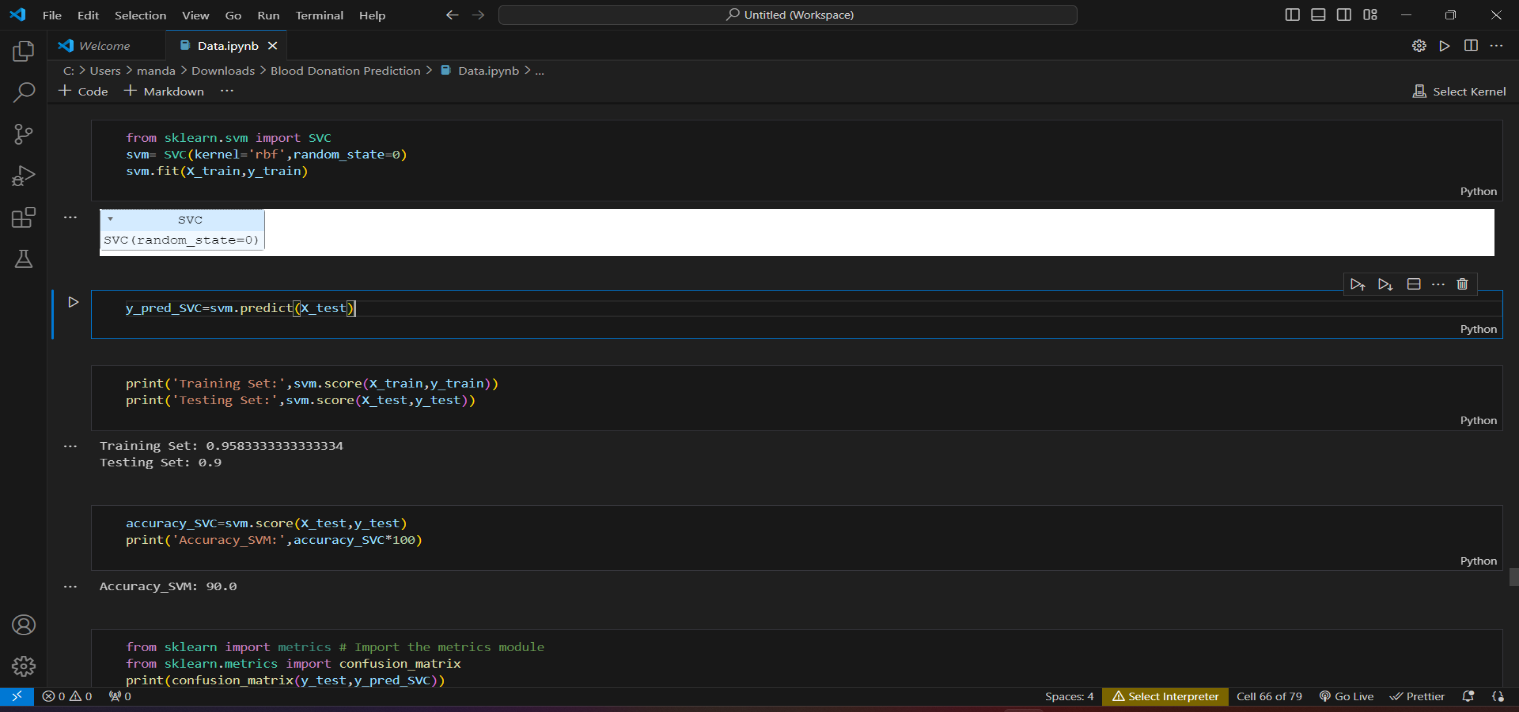 File Edit Selection View Go Run Terminal Help Untitled (Workspace)
Welcome Data.ipynb
C: > Users > manda > Downloads > Blood Donation Prediction > Data.ipynb > ...
+ Code + Markdown ... Select Kernel
from sklearn.svm import SVC
svm= SVC(kernel='rbf',random_state=0)
svm.fit(X_train,y_train)
Python
SVC
SVC(random_state=0)
y_pred_SVC=svm.predict(X_test)
Python
print('Training Set:',svm.score(X_train,y_train))
print('Testing Set:',svm.score(X_test,y_test))
Python
Training Set: 0.9583333333333334
Testing Set: 0.9
accuracy_SVC=svm.score(X_test,y_test)
print('Accuracy_SVM:',accuracy_SVC*100)
Python
Accuracy_SVM: 90.0
from sklearn import metrics # Import the metrics module
from sklearn.metrics import confusion_matrix
print(confusion_matrix(y_test,y_pred_SVC))
0 0 0 Spaces: 4 Select Interpreter Cell 66 of 79 Go Live Prettier